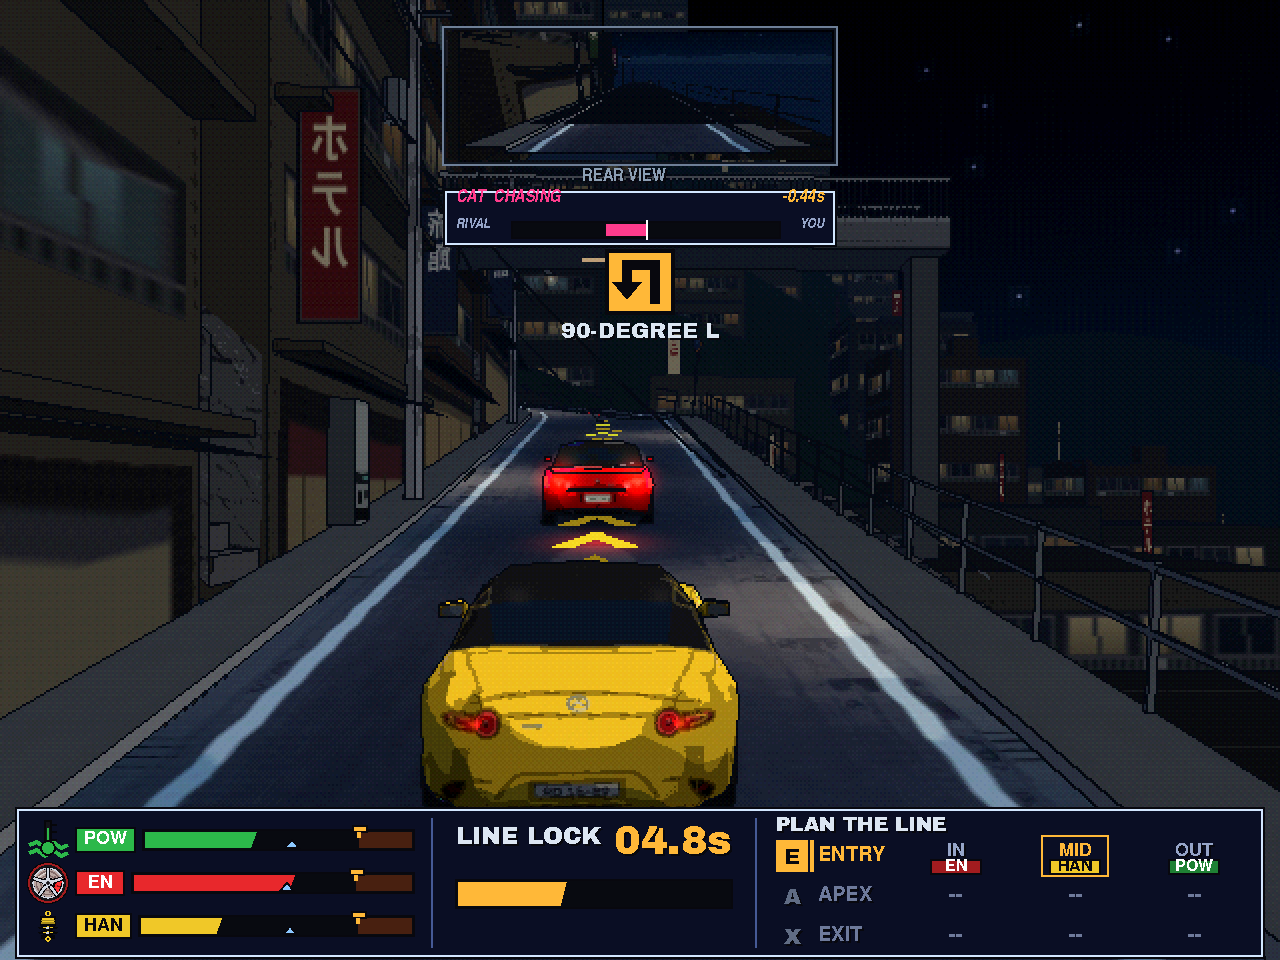 ホテル
REAR VIEW
CAT CHASING -0.44s
RIVAL YOU
90-DEGREE L
POW
EN
HAN
LINE LOCK 04.8s
PLAN THE LINE
E ENTRY IN EN MID HAN OUT POW
A APEX -- -- --
X EXIT -- -- --